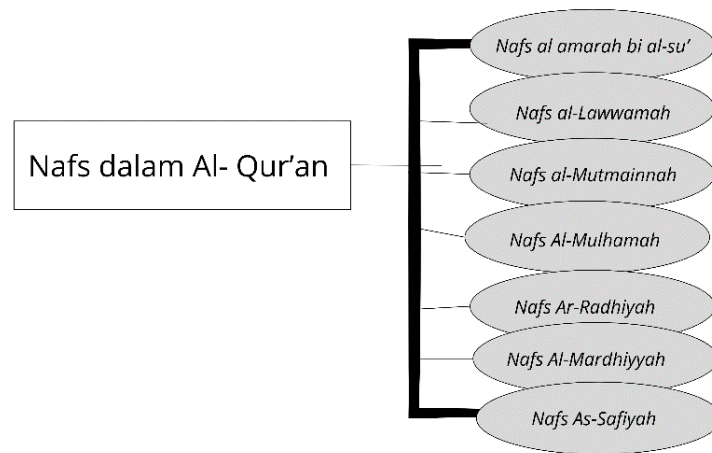 Nafs dalam Al- Qur’an
Nafs al amarah bi al-su’
Nafs al-Lawwamah
Nafs al-Mutmainnah
Nafs Al-Mulhamah
Nafs Ar-Radhiyah
Nafs Al-Mardhiyyah
Nafs As-Safiyah